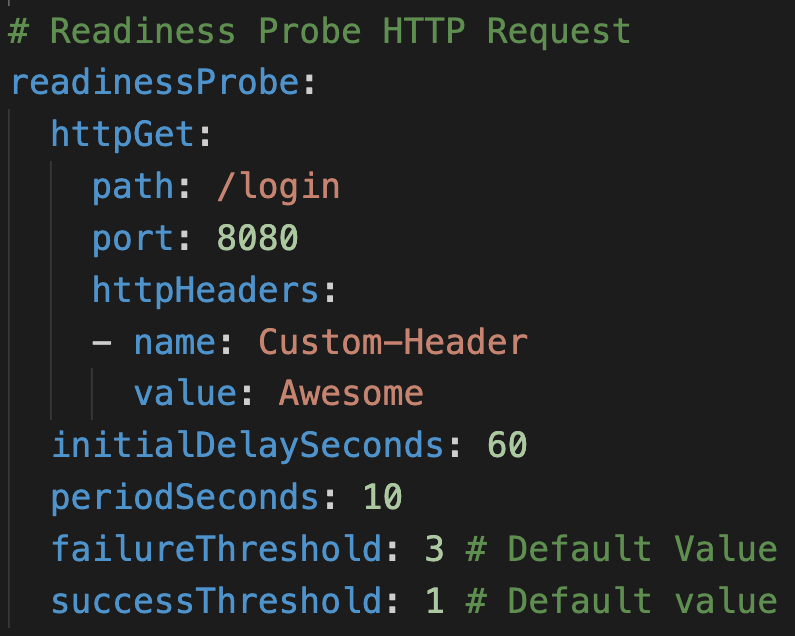 # Readiness Probe HTTP Request
readinessProbe:
  httpGet:
    path: /login
    port: 8080
    httpHeaders:
    - name: Custom-Header
      value: Awesome
  initialDelaySeconds: 60
  periodSeconds: 10
  failureThreshold: 3 # Default Value
  successThreshold: 1 # Default value